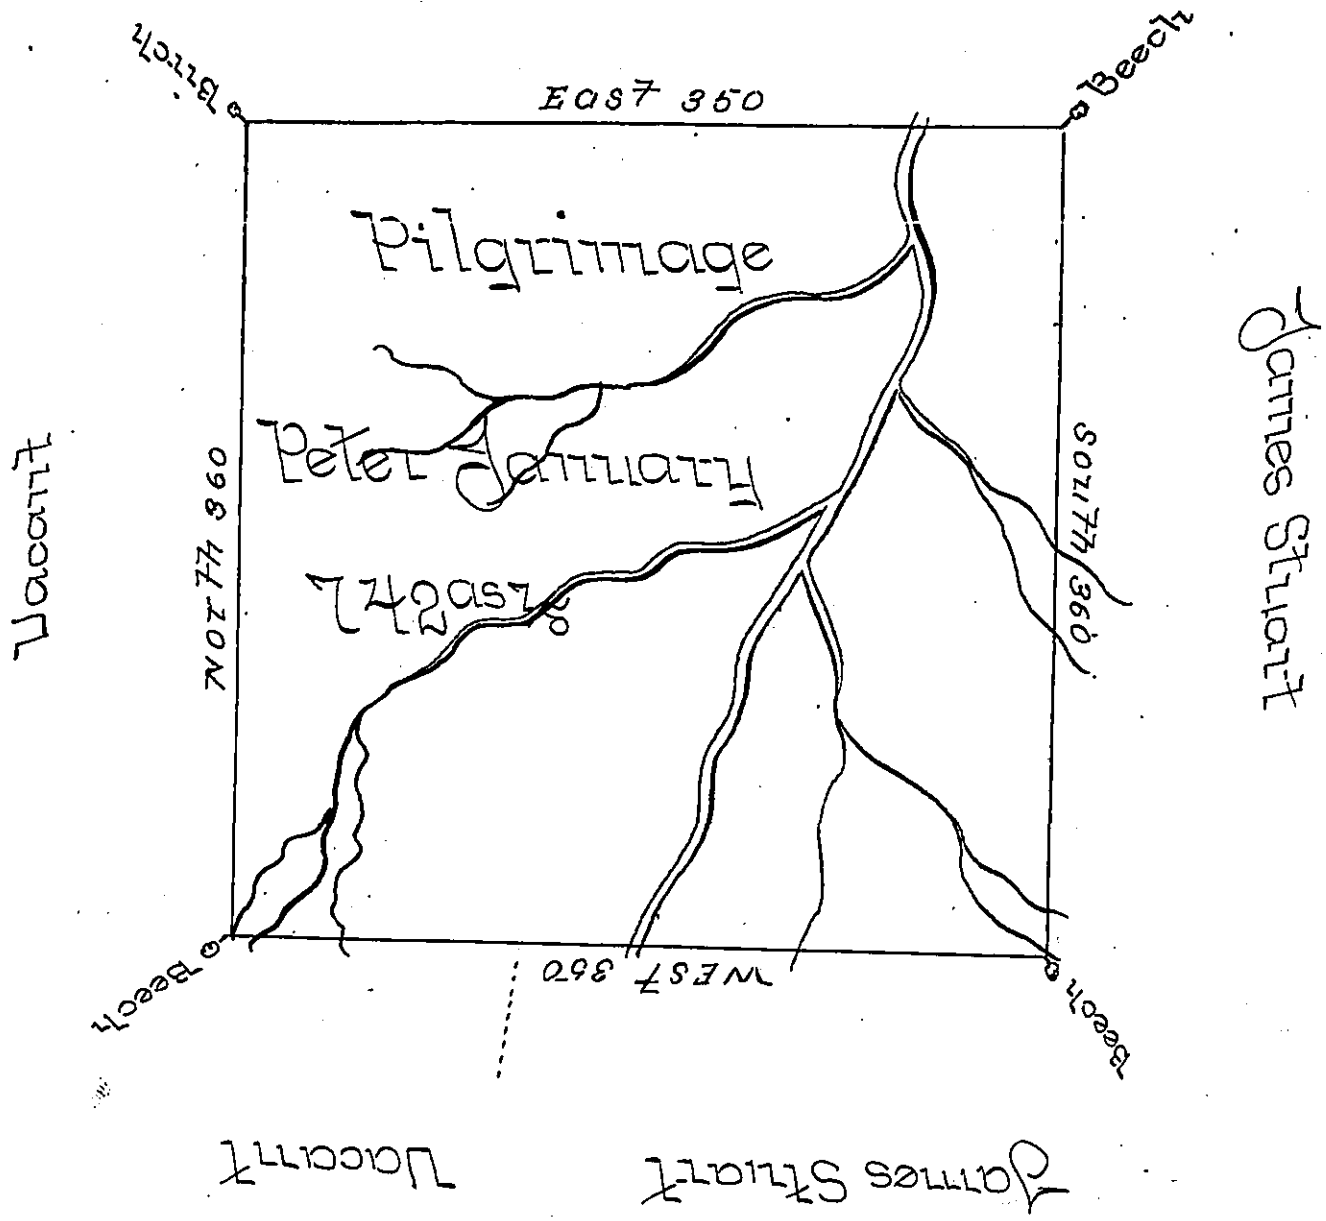 Birch
Beech
East 350
Pilgrimage
Peter January
North 360
South 360
Vacant
James Stuart
West 350
Beech
Beech
Vacant
James Stuart